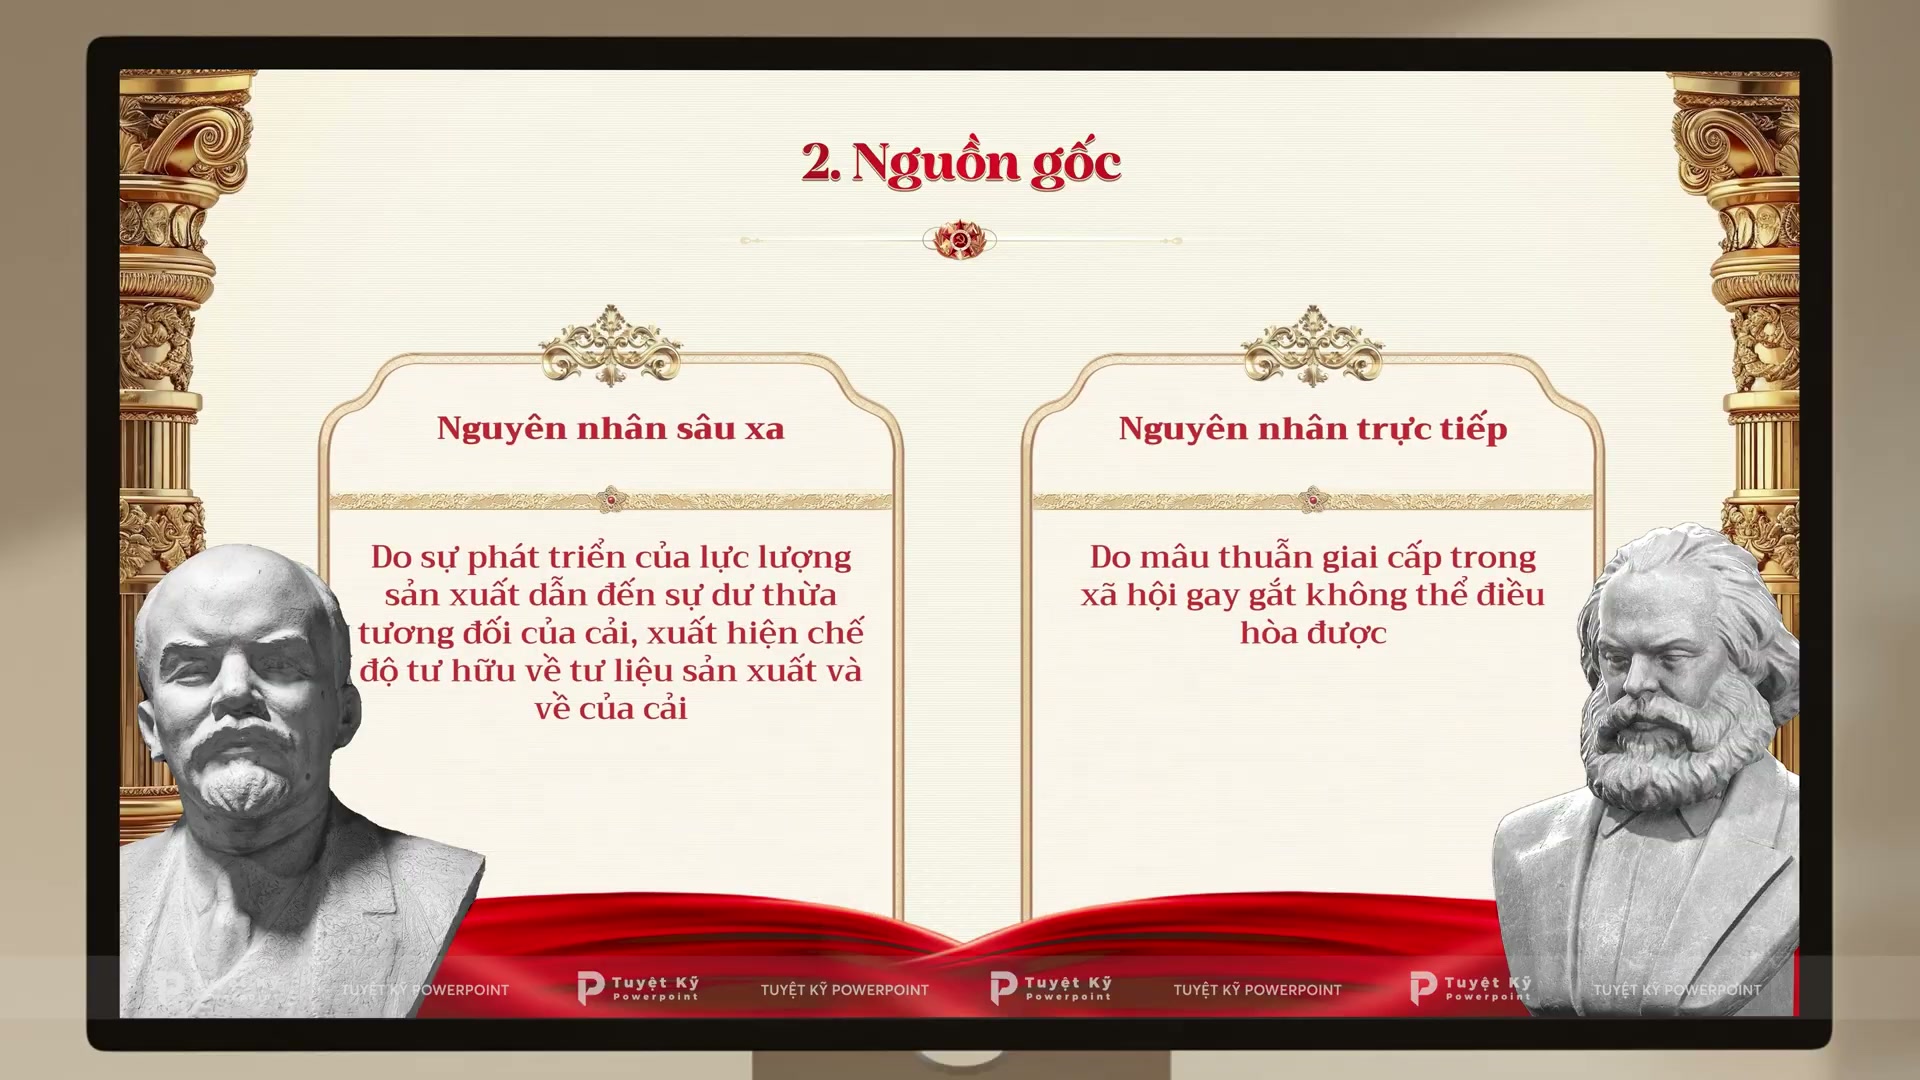 2. Nguồn gốc
Nguyên nhân sâu xa
Do sự phát triển của lực lượng
sản xuất dẫn đến sự dư thừa
tương đối của cải, xuất hiện chế
độ tư hữu về tư liệu sản xuất và
về của cải
Nguyên nhân trực tiếp
Do mâu thuẫn giai cấp trong
xã hội gay gắt không thể điều
hòa được
TUYỆT KỸ POWERPOINT
Tuyệt Kỹ
Powerpoint
TUYỆT KỸ POWERPOINT
Tuyệt Kỹ
Powerpoint
TUYỆT KỸ POWERPOINT
Tuyệt Kỹ
Powerpoint
TUYỆT KỸ POWERPOINT